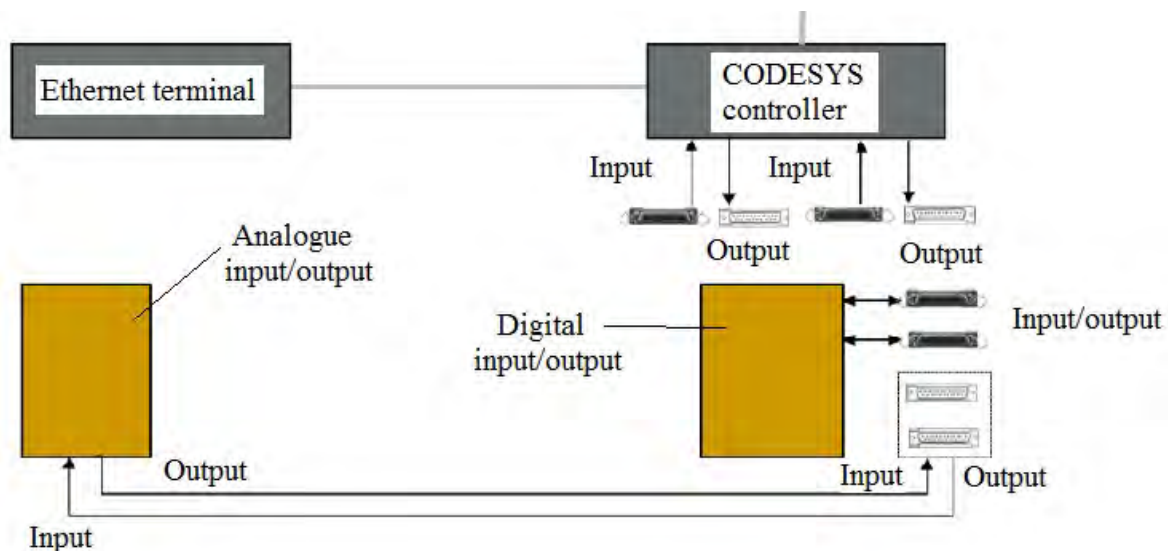 Ethernet terminal
CODESYS
controller
Input
Input
Output
Output
Analogue
input/output
Digital
input/output
Input/output
Output
Input
Output
Input